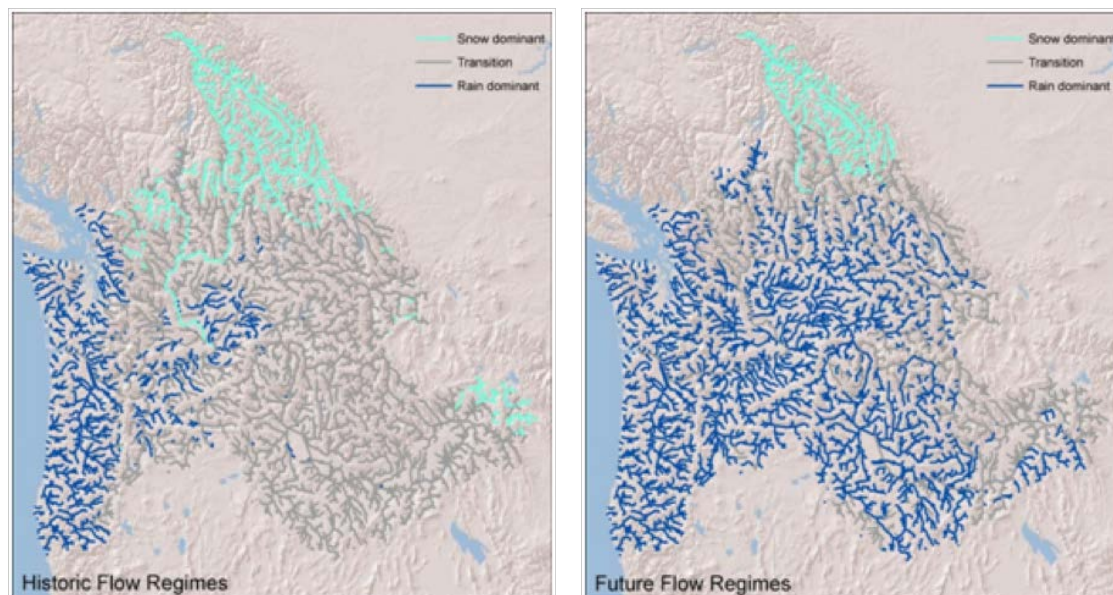 Snow dominant
Transition
Rain dominant
Historic Flow Regimes
Snow dominant
Transition
Rain dominant
Future Flow Regimes